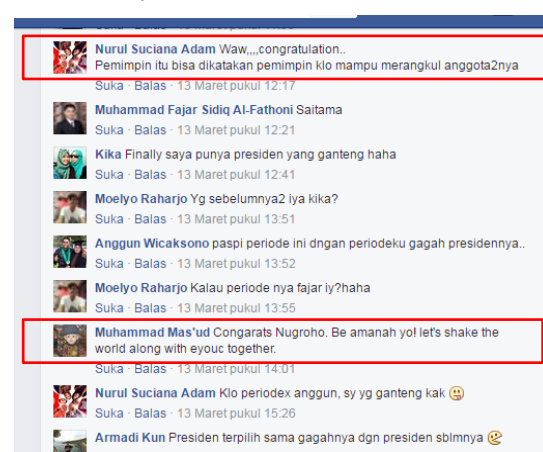 Nurul Suciana Adam Waw,,,,congratulation..
Pemimpin itu bisa dikatakan pemimpin klo mampu merangkul anggota2nya
Suka · Balas · 13 Maret pukul 12:17
Muhammad Fajar Sidiq Al-Fathoni Saitama
Suka · Balas · 13 Maret pukul 12:21
Kika Finally saya punya presiden yang ganteng haha
Suka · Balas · 13 Maret pukul 12:41
Moelyo Raharjo Yg sebelumnya2 iya kika?
Suka · Balas · 13 Maret pukul 13:51
Anggun Wicaksono paspi periode ini dngan periodeku gagah presidennya..
Suka · Balas · 13 Maret pukul 13:52
Moelyo Raharjo Kalau periode nya fajar iy?haha
Suka · Balas · 13 Maret pukul 13:55
Muhammad Mas'ud Congarats Nugroho. Be amanah yo! let's shake the
world along with eyouc together.
Suka · Balas · 13 Maret pukul 14:01
Nurul Suciana Adam Klo periodex anggun, sy yg ganteng kak
Suka · Balas · 13 Maret pukul 15:26
Armadi Kun Presiden terpilih sama gagahnya dgn presiden sblmnya